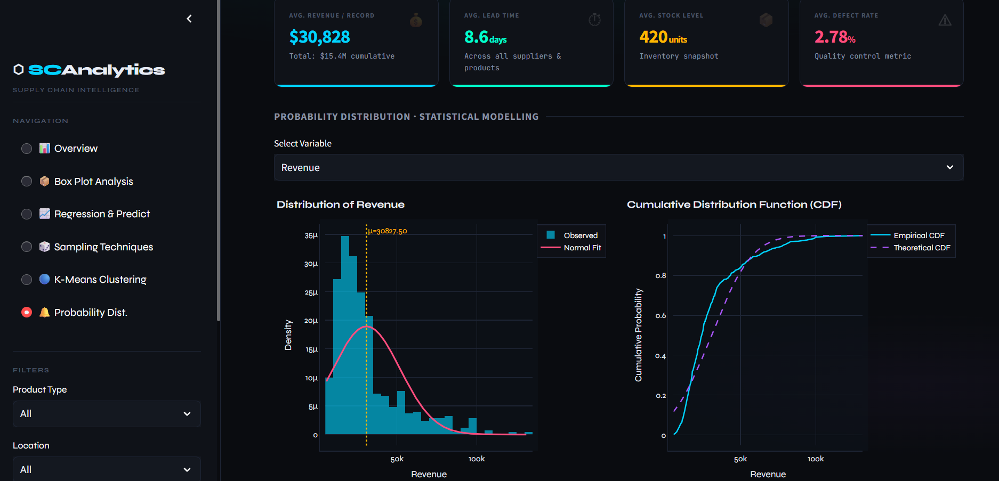 SCAnalytics
SUPPLY CHAIN INTELLIGENCE
NAVIGATION
Overview
Box Plot Analysis
Regression & Predict
Sampling Techniques
K-Means Clustering
Probability Dist.
FILTERS
Product Type
All
Location
All
AVG. REVENUE / RECORD
$30,828
Total: $15.4M cumulative
AVG. LEAD TIME
8.6 days
Across all suppliers &
products
AVG. STOCK LEVEL
420 units
Inventory snapshot
AVG. DEFECT RATE
2.78%
Quality control metric
PROBABILITY DISTRIBUTION · STATISTICAL MODELLING
Select Variable
Revenue
Distribution of Revenue
μ=30827.50
Observed
Normal Fit
35μ
30μ
25μ
20μ
15μ
10μ
5μ
0
Density
50k
100k
Revenue
Cumulative Distribution Function (CDF)
Empirical CDF
Theoretical CDF
1
0.8
0.6
0.4
0.2
0
Cumulative Probability
50k
100k
Revenue